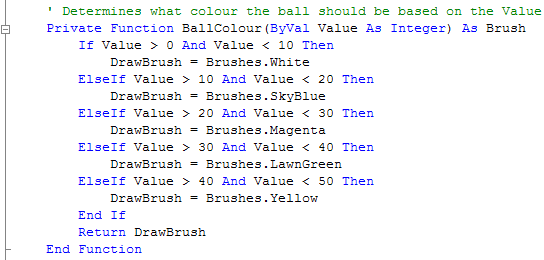 ' Determines what colour the ball should be based on the Value
Private Function BallColour(ByVal Value As Integer) As Brush
If Value > 0 And Value < 10 Then
DrawBrush = Brushes.White
ElseIf Value > 10 And Value < 20 Then
DrawBrush = Brushes.SkyBlue
ElseIf Value > 20 And Value < 30 Then
DrawBrush = Brushes.Magenta
ElseIf Value > 30 And Value < 40 Then
DrawBrush = Brushes.LawnGreen
ElseIf Value > 40 And Value < 50 Then
DrawBrush = Brushes.Yellow
End If
Return DrawBrush
End Function